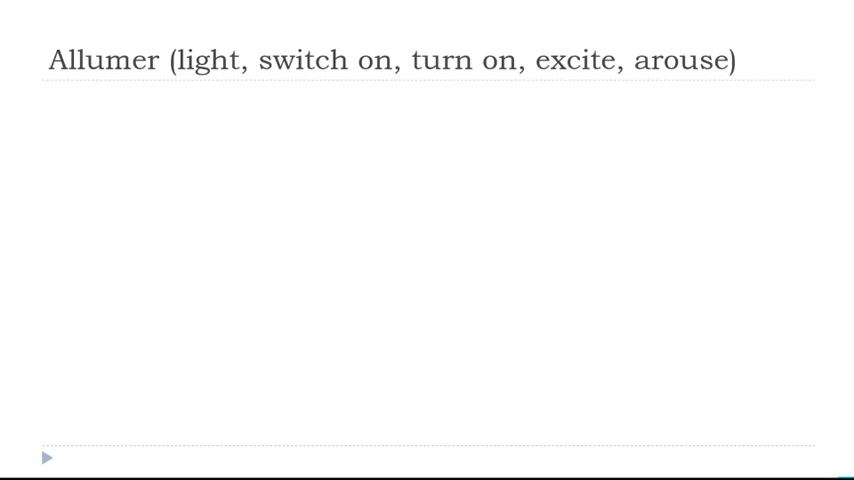 Allumer (light, switch on, turn on, excite, arouse)